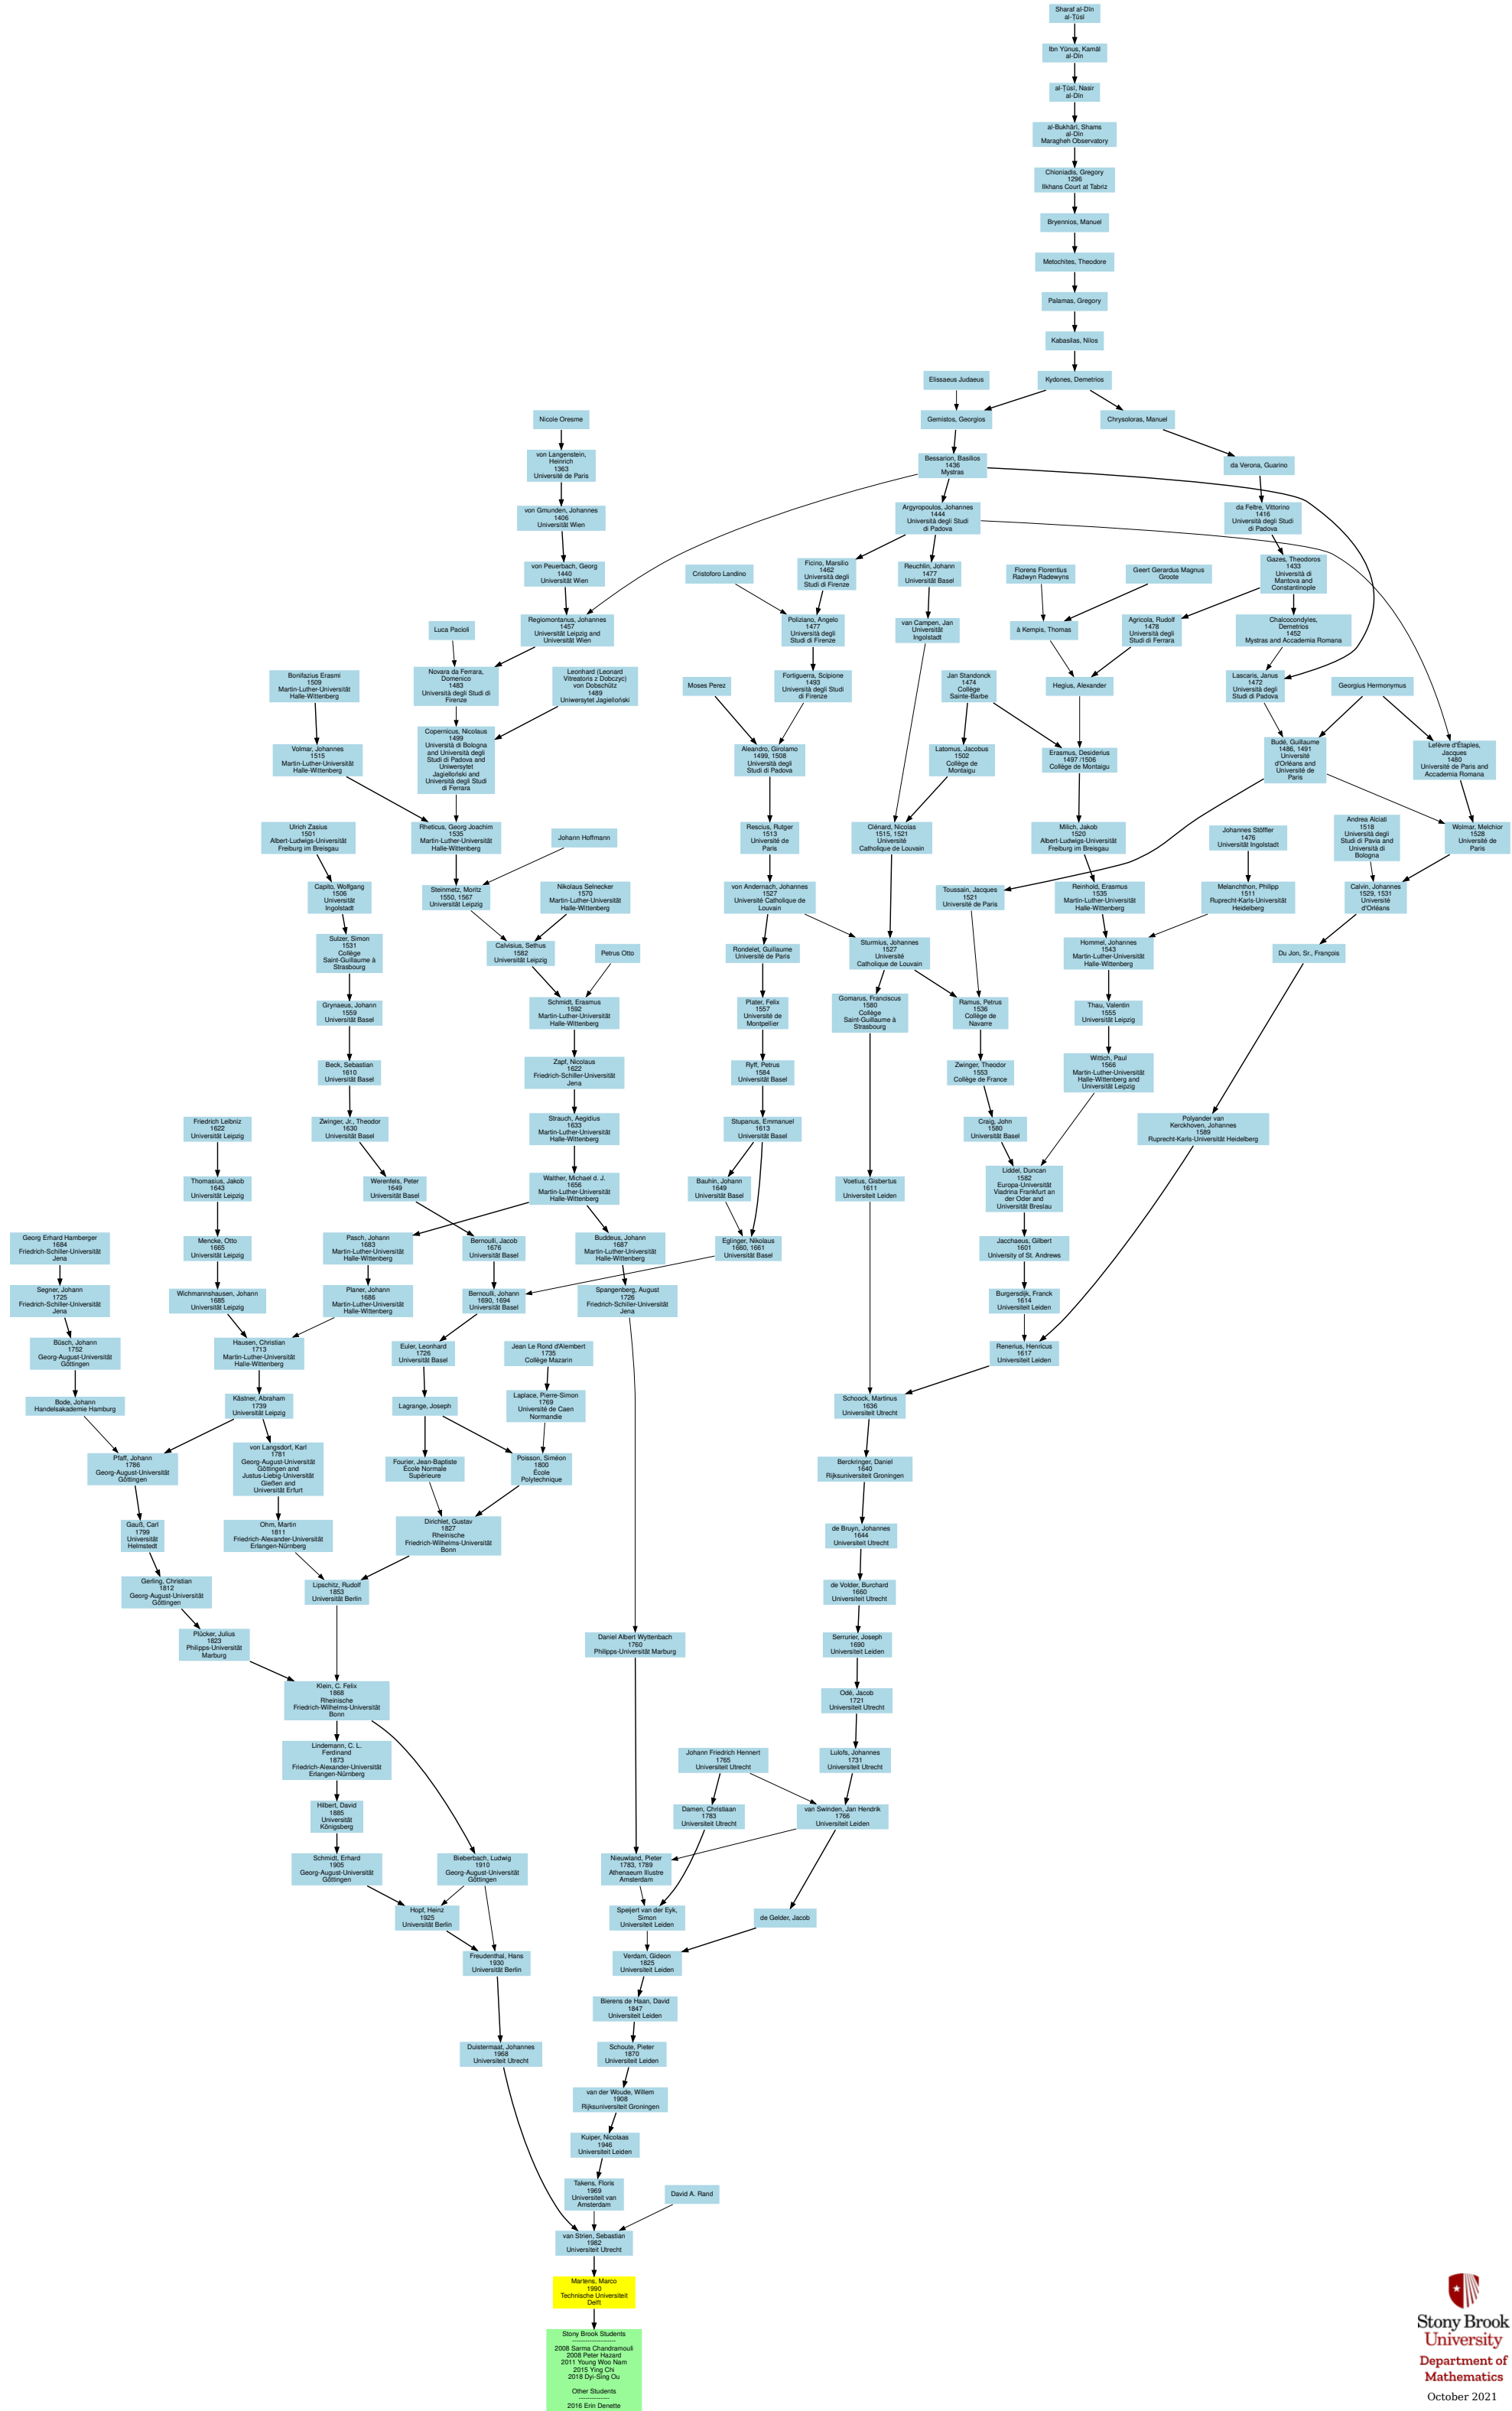 Sharaf al-Dīn
al-Ṭūsī
Ibn Yūnus, Kamāl
al-Dīn
al-Ṭūsī, Nasir
al-Dīn
al-Bukhārī, Shams
al-Dīn
Maragheh Observatory
Chioniadis, Gregory
1296
Ilkhans Court at Tabriz
Bryennios, Manuel
Metochites, Theodore
Palamas, Gregory
Kabasilas, Nilos
Elissaeus Judaeus
Kydones, Demetrios
Nicole Oresme
Gemistos, Georgios
Chrysoloras, Manuel
von Langenstein,
Heinrich
1363
Université de Paris
Bessarion, Basilios
1436
Mystras
da Verona, Guarino
von Gmunden, Johannes
1406
Universität Wien
Argyropoulos, Johannes
1444
Università degli Studi
di Padova
da Feltre, Vittorino
1416
Università degli Studi
di Padova
von Peuerbach, Georg
1440
Universität Wien
Cristoforo Landino
Ficino, Marsilio
1462
Università degli
Studi di Firenze
Reuchlin, Johann
1477
Universität Basel
Florens Florentius
Radwyn Radewyns
Geert Gerardus Magnus
Groote
Gazes, Theodoros
1433
Università di
Mantova and
Constantinople
Luca Pacioli
Regiomontanus, Johannes
1457
Universität Leipzig and
Universität Wien
Poliziano, Angelo
1477
Università degli
Studi di Firenze
van Campen, Jan
Universität
Ingolstadt
à Kempis, Thomas
Agricola, Rudolf
1478
Università degli
Studi di Ferrara
Chalcocondyles,
Demetrios
1452
Mystras and Accademia Romana
Bonifazius Erasmi
1509
Martin-Luther-Universität
Halle-Wittenberg
Novara da Ferrara,
Domenico
1483
Università degli Studi di
Firenze
Leonhard (Leonard
Vitreatoris z Dobczyc)
von Dobschütz
1489
Uniwersytet Jagielloński
Moses Perez
Fortiguerra, Scipione
1493
Università degli Studi
di Firenze
Jan Standonck
1474
Collège
Sainte-Barbe
Hegius, Alexander
Lascaris, Janus
1472
Università degli
Studi di Padova
Georgius Hermonymus
Volmar, Johannes
1515
Martin-Luther-Universität
Halle-Wittenberg
Copernicus, Nicolaus
1499
Università di Bologna
and Università degli
Studi di Padova and
Uniwersytet
Jagielloński and
Università degli Studi
di Ferrara
Aleandro, Girolamo
1499, 1508
Università degli
Studi di Padova
Latomus, Jacobus
1502
Collège de
Montaigu
Erasmus, Desiderius
1497 /1506
Collège de Montaigu
Budé, Guillaume
1486, 1491
Université
d'Orléans and
Université de
Paris
Lefèvre d'Étaples,
Jacques
1480
Université de Paris and
Accademia Romana
Ulrich Zasius
1501
Albert-Ludwigs-Universität
Freiburg im Breisgau
Rheticus, Georg Joachim
1535
Martin-Luther-Universität
Halle-Wittenberg
Johann Hoffmann
Rescius, Rutger
1513
Université de
Paris
Clénard, Nicolas
1515, 1521
Université
Catholique de Louvain
Milich, Jakob
1520
Albert-Ludwigs-Universität
Freiburg im Breisgau
Johannes Stöffler
1476
Universität Ingolstadt
Andrea Alciati
1518
Università degli
Studi di Pavia and
Università di
Bologna
Wolmar, Melchior
1528
Université de
Paris
Capito, Wolfgang
1506
Universität
Ingolstadt
Steinmetz, Moritz
1550, 1567
Universität Leipzig
Nikolaus Selnecker
1570
Martin-Luther-Universität
Halle-Wittenberg
von Andernach, Johannes
1527
Université Catholique de
Louvain
Toussain, Jacques
1521
Université de Paris
Reinhold, Erasmus
1535
Martin-Luther-Universität
Halle-Wittenberg
Melanchthon, Philipp
1511
Ruprecht-Karls-Universität
Heidelberg
Calvin, Johannes
1529, 1531
Université
d'Orléans
Sulzer, Simon
1531
Collège
Saint-Guillaume à
Strasbourg
Calvisius, Sethus
1582
Universität Leipzig
Petrus Otto
Rondelet, Guillaume
Université de Paris
Sturmius, Johannes
1527
Université
Catholique de Louvain
Hommel, Johannes
1543
Martin-Luther-Universität
Halle-Wittenberg
Du Jon, Sr., François
Grynaeus, Johann
1559
Universität Basel
Schmidt, Erasmus
1592
Martin-Luther-Universität
Halle-Wittenberg
Plater, Felix
1557
Université de
Montpellier
Gomarus, Franciscus
1580
Collège
Saint-Guillaume à
Strasbourg
Ramus, Petrus
1536
Collège de
Navarre
Thau, Valentin
1555
Universität Leipzig
Beck, Sebastian
1610
Universität Basel
Zapf, Nicolaus
1622
Friedrich-Schiller-Universität
Jena
Ryff, Petrus
1584
Universität Basel
Zwinger, Theodor
1553
Collège de France
Wittich, Paul
1566
Martin-Luther-Universität
Halle-Wittenberg and
Universität Leipzig
Friedrich Leibniz
1622
Universität Leipzig
Zwinger, Jr., Theodor
1630
Universität Basel
Strauch, Aegidius
1633
Martin-Luther-Universität
Halle-Wittenberg
Stupanus, Emmanuel
1613
Universität Basel
Craig, John
1580
Universität Basel
Polyander van
Kerckhoven, Johannes
1589
Ruprecht-Karls-Universität Heidelberg
Thomasius, Jakob
1643
Universität Leipzig
Werenfels, Peter
1649
Universität Basel
Walther, Michael d. J.
1656
Martin-Luther-Universität
Halle-Wittenberg
Bauhin, Johann
1649
Universität Basel
Voetius, Gisbertus
1611
Universiteit Leiden
Liddel, Duncan
1582
Europa-Universität
Viadrina Frankfurt an
der Oder and
Universität Breslau
Georg Erhard Hamberger
1684
Friedrich-Schiller-Universität
Jena
Mencke, Otto
1665
Universität Leipzig
Pasch, Johann
1683
Martin-Luther-Universität
Halle-Wittenberg
Bernoulli, Jacob
1676
Universität Basel
Buddeus, Johann
1687
Martin-Luther-Universität
Halle-Wittenberg
Eglinger, Nikolaus
1660, 1661
Universität Basel
Jacchaeus, Gilbert
1601
University of St. Andrews
Segner, Johann
1725
Friedrich-Schiller-Universität
Jena
Wichmannshausen, Johann
1685
Universität Leipzig
Planer, Johann
1686
Martin-Luther-Universität
Halle-Wittenberg
Bernoulli, Johann
1690, 1694
Universität Basel
Spangenberg, August
1726
Friedrich-Schiller-Universität
Jena
Burgersdijk, Franck
1614
Universiteit Leiden
Büsch, Johann
1752
Georg-August-Universität
Göttingen
Hausen, Christian
1713
Martin-Luther-Universität
Halle-Wittenberg
Euler, Leonhard
1726
Universität Basel
Jean Le Rond d'Alembert
1735
Collège Mazarin
Renerius, Henricus
1617
Universiteit Leiden
Bode, Johann
Handelsakademie Hamburg
Kästner, Abraham
1739
Universität Leipzig
Lagrange, Joseph
Laplace, Pierre-Simon
1769
Université de Caen
Normandie
Schoock, Martinus
1636
Universiteit Utrecht
Pfaff, Johann
1786
Georg-August-Universität
Göttingen
von Langsdorf, Karl
1781
Georg-August-Universität
Göttingen and
Justus-Liebig-Universität
Gießen and
Universität Erfurt
Fourier, Jean-Baptiste
École Normale
Supérieure
Poisson, Siméon
1800
École
Polytechnique
Berckringer, Daniel
1640
Rijksuniversiteit Groningen
Gauß, Carl
1799
Universität
Helmstedt
Ohm, Martin
1811
Friedrich-Alexander-Universität
Erlangen-Nürnberg
Dirichlet, Gustav
1827
Rheinische
Friedrich-Wilhelms-Universität
Bonn
de Bruyn, Johannes
1644
Universiteit Utrecht
Gerling, Christian
1812
Georg-August-Universität
Göttingen
Lipschitz, Rudolf
1853
Universität Berlin
de Volder, Burchard
1660
Universiteit Utrecht
Plücker, Julius
1823
Philipps-Universität
Marburg
Daniel Albert Wyttenbach
1760
Philipps-Universität Marburg
Serrurier, Joseph
1690
Universiteit Leiden
Klein, C. Felix
1868
Rheinische
Friedrich-Wilhelms-Universität
Bonn
Odé, Jacob
1721
Universiteit Utrecht
Lindemann, C. L.
Ferdinand
1873
Friedrich-Alexander-Universität
Erlangen-Nürnberg
Johann Friedrich Hennert
1765
Universiteit Utrecht
Lulofs, Johannes
1731
Universiteit Utrecht
Hilbert, David
1885
Universität
Königsberg
Damen, Christiaan
1783
Universiteit Utrecht
van Swinden, Jan Hendrik
1766
Universiteit Leiden
Schmidt, Erhard
1905
Georg-August-Universität
Göttingen
Bieberbach, Ludwig
1910
Georg-August-Universität
Göttingen
Nieuwland, Pieter
1783, 1789
Athenaeum Illustre
Amsterdam
Hopf, Heinz
1925
Universität Berlin
Speijert van der Eyk,
Simon
Universiteit Leiden
de Gelder, Jacob
Freudenthal, Hans
1930
Universität Berlin
Verdam, Gideon
1825
Universiteit Leiden
Bierens de Haan, David
1847
Universiteit Leiden
Duistermaat, Johannes
1968
Universiteit Utrecht
Schoute, Pieter
1870
Universiteit Leiden
van der Woude, Willem
1908
Rijksuniversiteit Groningen
Kuiper, Nicolaas
1946
Universiteit Leiden
Takens, Floris
1969
Universiteit van
Amsterdam
David A. Rand
van Strien, Sebastian
1982
Universiteit Utrecht
Martens, Marco
1990
Technische Universiteit
Delft
Stony Brook Students
--------------------
2008 Sarma Chandramouli
2008 Peter Hazard
2011 Young Woo Nam
2015 Ying Chi
2018 Dyi-Sing Ou
Other Students
--------------
2016 Erin Denette
Stony Brook
University
Department of
Mathematics
October 2021